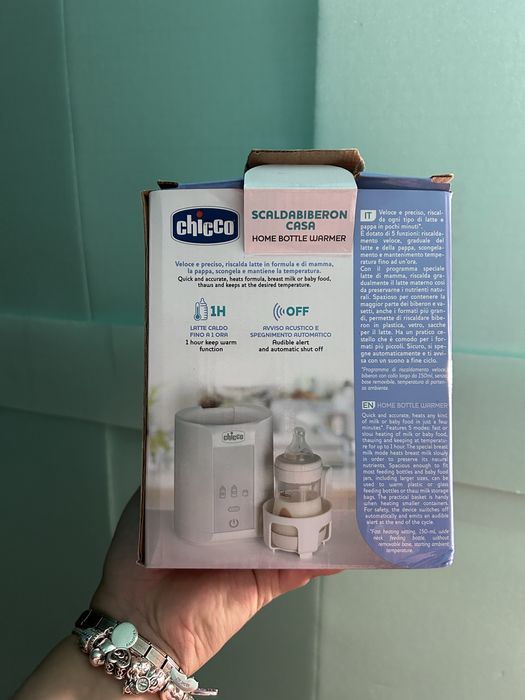 chicco
SCALDABIBERON
CASA
HOME BOTTLE WARMER
Veloce e preciso, riscalda latte in formula e di mamma,
la pappa, scongela e mantiene la temperatura.
Quick and accurate, heats formula, breast milk or baby food,
thaws and keeps at the desired temperature.
1H
LATTE CALDO
FINO A 1 ORA
1 hour keep warm
function
OFF
AVVISO ACUSTICO E
SPEGNIMENTO AUTOMATICO
Audible alert
and automatic shut off
chicco
IT Veloce e preciso, riscal-
da ogni tipo di latte e
pappa in pochi minuti*.
È dotato di 5 funzioni: riscalda-
mento veloce, graduale del
latte e della pappa, scongela-
mento e mantenimento tempe-
ratura fino ad un'ora.
Con il programma speciale
latte di mamma, riscalda gra-
dualmente il latte materno così
da preservarne i nutrienti natu-
rali. Spazioso per contenere la
maggior parte dei biberon e va-
setti, anche i formati più gran-
di, permette di riscaldare bibe-
ron in plastica, vetro, sacche
per il latte. Ha un pratico ce-
stello che è comodo per i for-
mati più piccoli. Sicuro, si spe-
gne automaticamente e ti avvi-
sa con un suono a fine ciclo.
*Programma di riscaldamento veloce,
biberon con collo largo da 150ml, senza
base removibile, temperatura di parten-
za ambiente.
EN HOME BOTTLE WARMER
Quick and accurate, heats any
kind of milk or baby food in just a few
minutes*. Features 5 modes: fast or
slow heating of milk or baby food,
thawing and keeping at temperatu-
re for up to 1 hour. The special breast
milk mode heats breast milk slowly
in order to preserve its natural
nutrients. Spacious enough to fit
most feeding bottles and baby food
jars, including larger sizes, can be
used to warm plastic or glass
feeding bottles or thaw milk storage
bags. The practical basket is handy
when heating smaller containers.
For safety, the device switches off
automatically and emits an audible
alert at the end of the cycle.
*Fast heating setting, 150-ml, wide
neck feeding bottle, without
removable base, starting ambient
temperature.